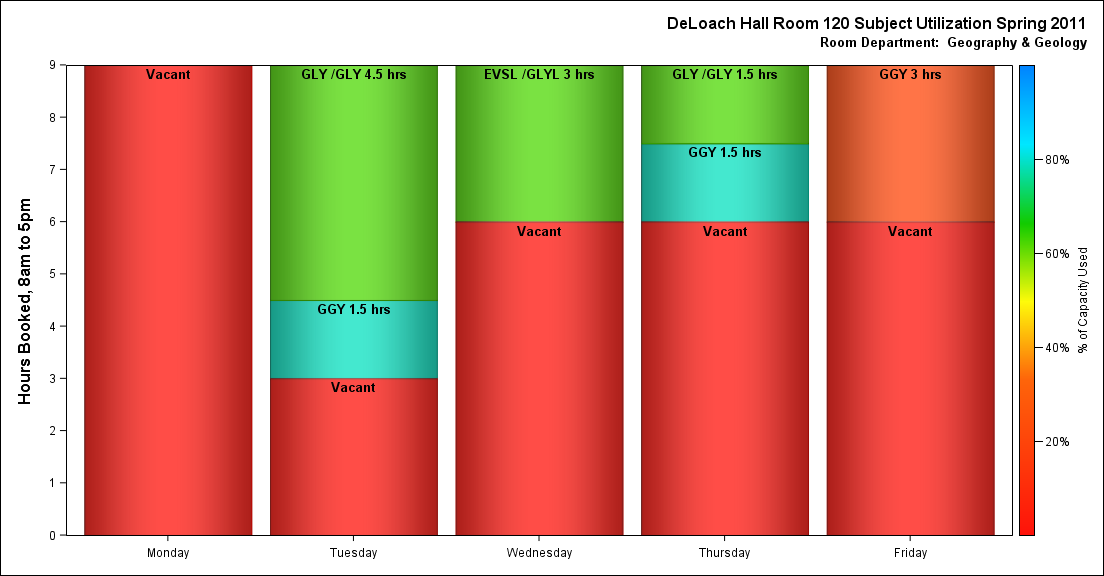 DeLoach Hall Room 120 Subject Utilization Spring 2011
Room Department:  Geography & Geology
Hours Booked, 8am to 5pm
9
8
7
6
5
4
3
2
1
0
Vacant
GLY /GLY 4.5 hrs
GGY 1.5 hrs
Vacant
EVSL /GLYL 3 hrs
Vacant
GLY /GLY 1.5 hrs
GGY 1.5 hrs
Vacant
GGY 3 hrs
Vacant
Monday
Tuesday
Wednesday
Thursday
Friday
80%
60%
40%
20%
% of Capacity Used